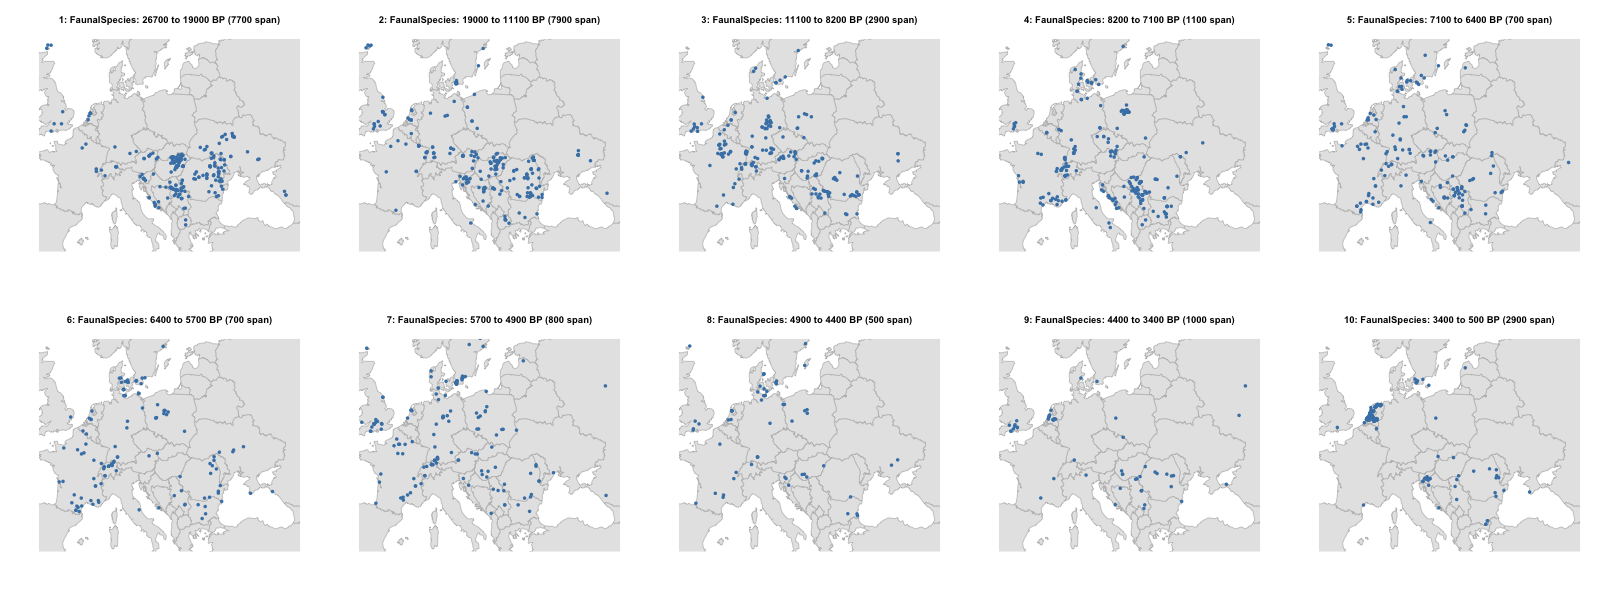 1: FaunalSpecies: 26700 to 19000 BP (7700 span)
2: FaunalSpecies: 19000 to 11100 BP (7900 span)
3: FaunalSpecies: 11100 to 8200 BP (2900 span)
4: FaunalSpecies: 8200 to 7100 BP (1100 span)
5: FaunalSpecies: 7100 to 6400 BP (700 span)
6: FaunalSpecies: 6400 to 5700 BP (700 span)
7: FaunalSpecies: 5700 to 4900 BP (800 span)
8: FaunalSpecies: 4900 to 4400 BP (500 span)
9: FaunalSpecies: 4400 to 3400 BP (1000 span)
10: FaunalSpecies: 3400 to 500 BP (2900 span)